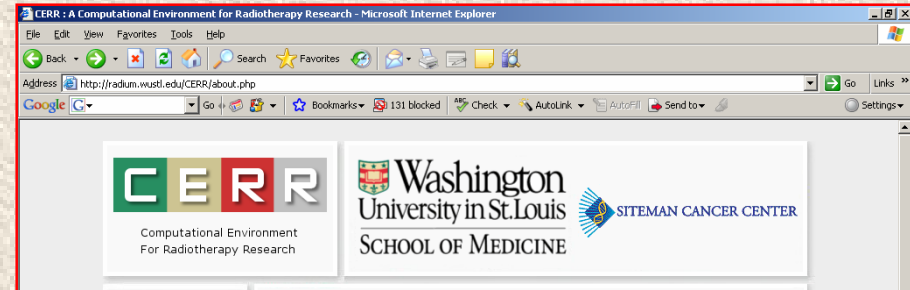 CERR : A Computational Environment for Radiotherapy Research - Microsoft Internet Explorer
File Edit View Favorites Tools Help
Back Search Favorites
Address http://radium.wustl.edu/CERR/about.php Go Links »
Google G Go Bookmarks 131 blocked ABC Check AutoLink AutoFill Send to Settings
CERR
Computational Environment
For Radiotherapy Research
Washington
University in St. Louis
SCHOOL OF MEDICINE
SITEMAN CANCER CENTER